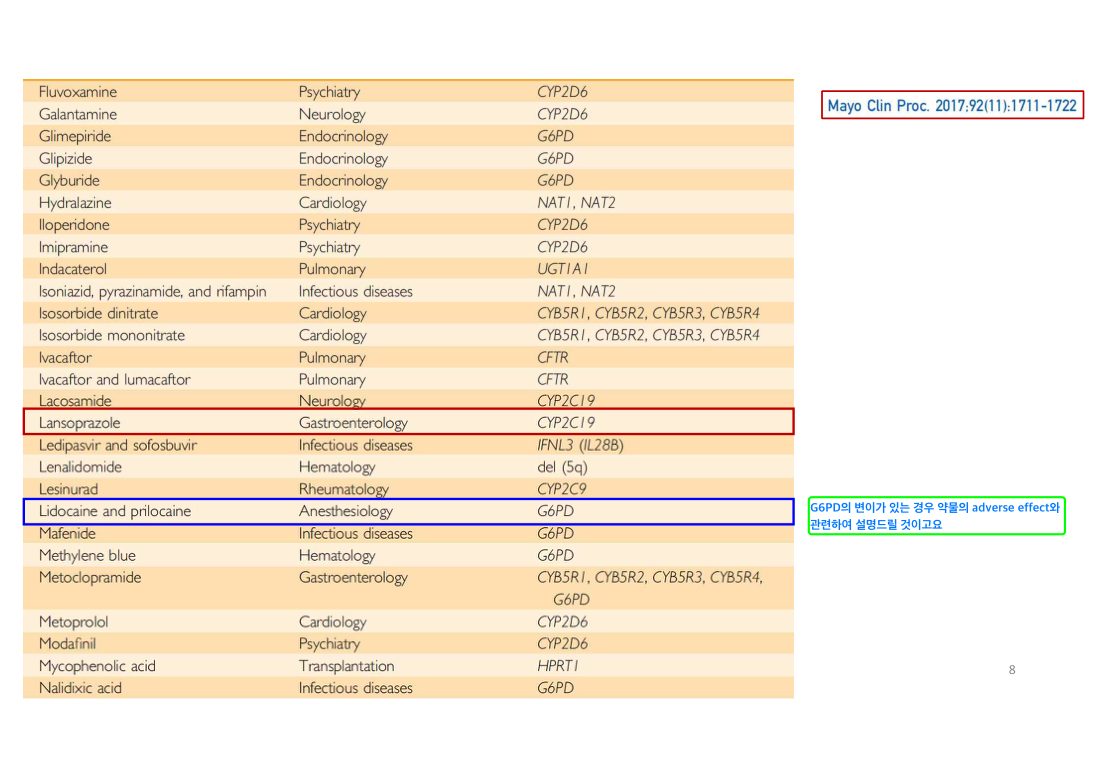 Fluvoxamine Psychiatry CYP2D6
Galantamine Neurology CYP2D6
Glimepiride Endocrinology G6PD
Glipizide Endocrinology G6PD
Glyburide Endocrinology G6PD
Hydralazine Cardiology NAT1, NAT2
Iloperidone Psychiatry CYP2D6
Imipramine Psychiatry CYP2D6
Indacaterol Pulmonary UGT1A1
Isoniazid, pyrazinamide, and rifampin Infectious diseases NAT1, NAT2
Isosorbide dinitrate Cardiology CYB5R1, CYB5R2, CYB5R3, CYB5R4
Isosorbide mononitrate Cardiology CYB5R1, CYB5R2, CYB5R3, CYB5R4
Ivacaftor Pulmonary CFTR
Ivacaftor and lumacaftor Pulmonary CFTR
Lacosamide Neurology CYP2C19
Lansoprazole Gastroenterology CYP2C19
Ledipasvir and sofosbuvir Infectious diseases IFNL3 (IL28B)
Lenalidomide Hematology del (5q)
Lesinurad Rheumatology CYP2C9
Lidocaine and prilocaine Anesthesiology G6PD
Mafenide Infectious diseases G6PD
Methylene blue Hematology G6PD
Metoclopramide Gastroenterology CYB5R1, CYB5R2, CYB5R3, CYB5R4,
G6PD
Metoprolol Cardiology CYP2D6
Modafinil Psychiatry CYP2D6
Mycophenolic acid Transplantation HPRT1
Nalidixic acid Infectious diseases G6PD
Mayo Clin Proc. 2017;92(11):1711-1722
G6PD의 변이가 있는 경우 약물의 adverse effect와
관련하여 설명드릴 것이고요
8